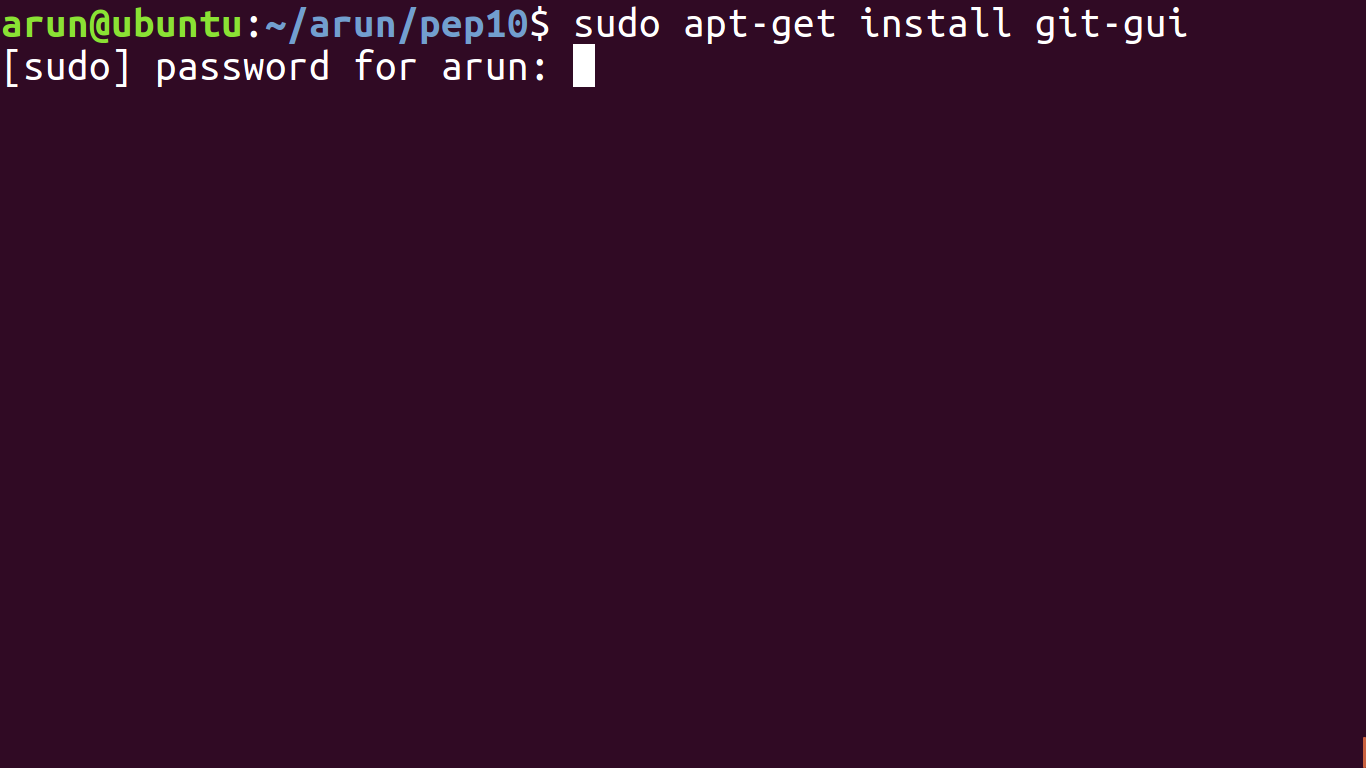 arun@ubuntu:~/arun/pep10$ sudo apt-get install git-gui
[sudo] password for arun: